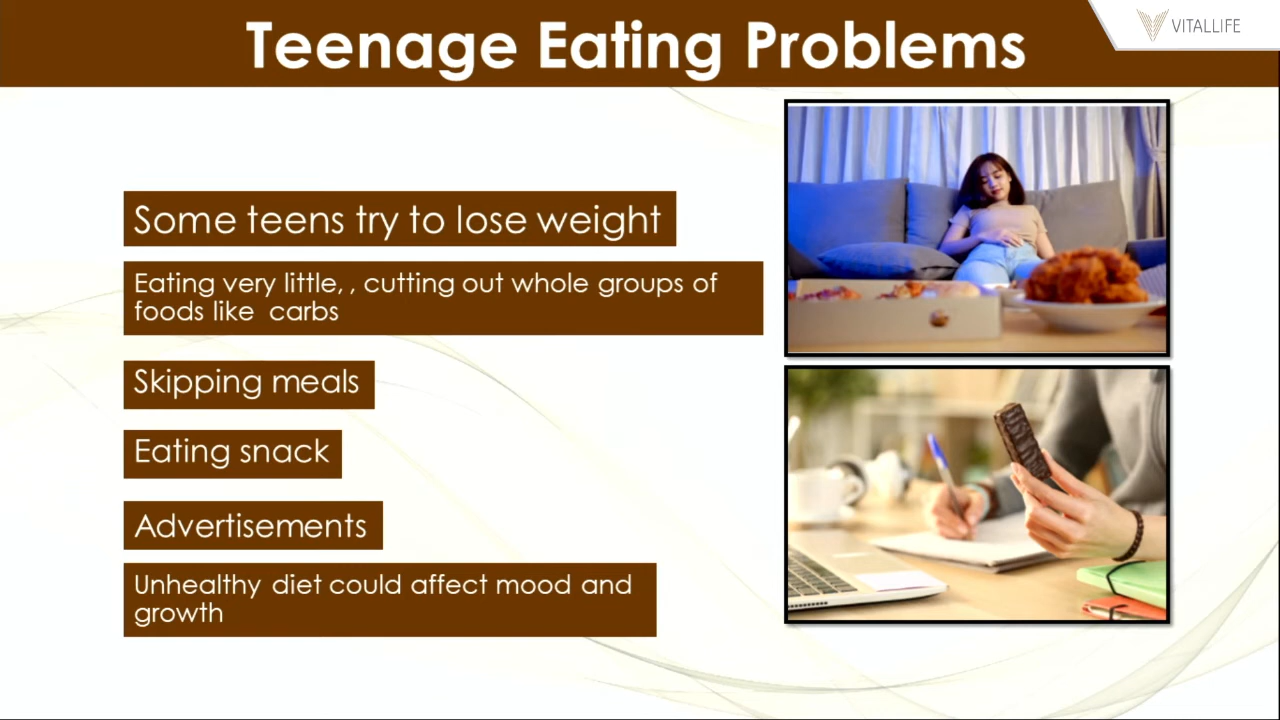 Teenage Eating Problems
VITALLIFE
Some teens try to lose weight
Eating very little, , cutting out whole groups of
foods like carbs
Skipping meals
Eating snack
Advertisements
Unhealthy diet could affect mood and
growth